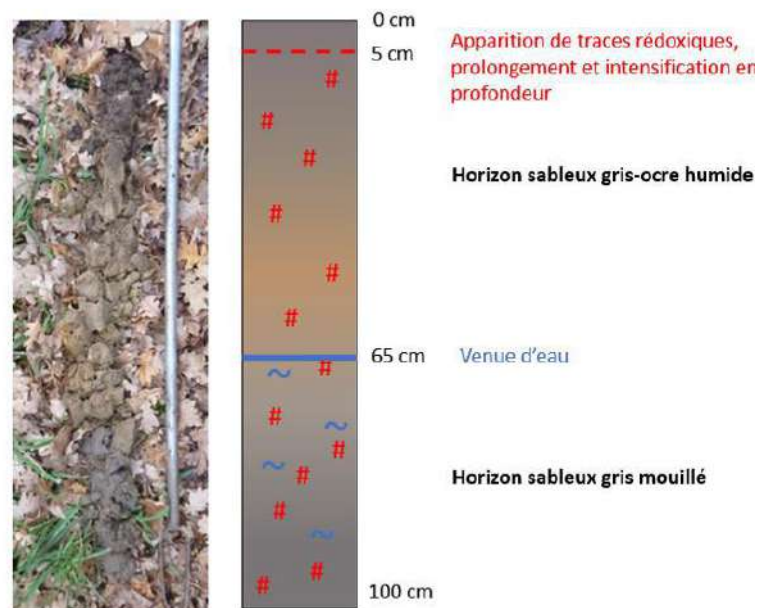 0 cm
5 cm
Apparition de traces rédoxiques,
prolongement et intensification en
profondeur
#
#
#
Horizon sableux gris-ocre humide
#
#
#
65 cm
Venue d'eau
#
~
#
~
#
~
#
Horizon sableux gris mouillé
#
~
#
#
100 cm